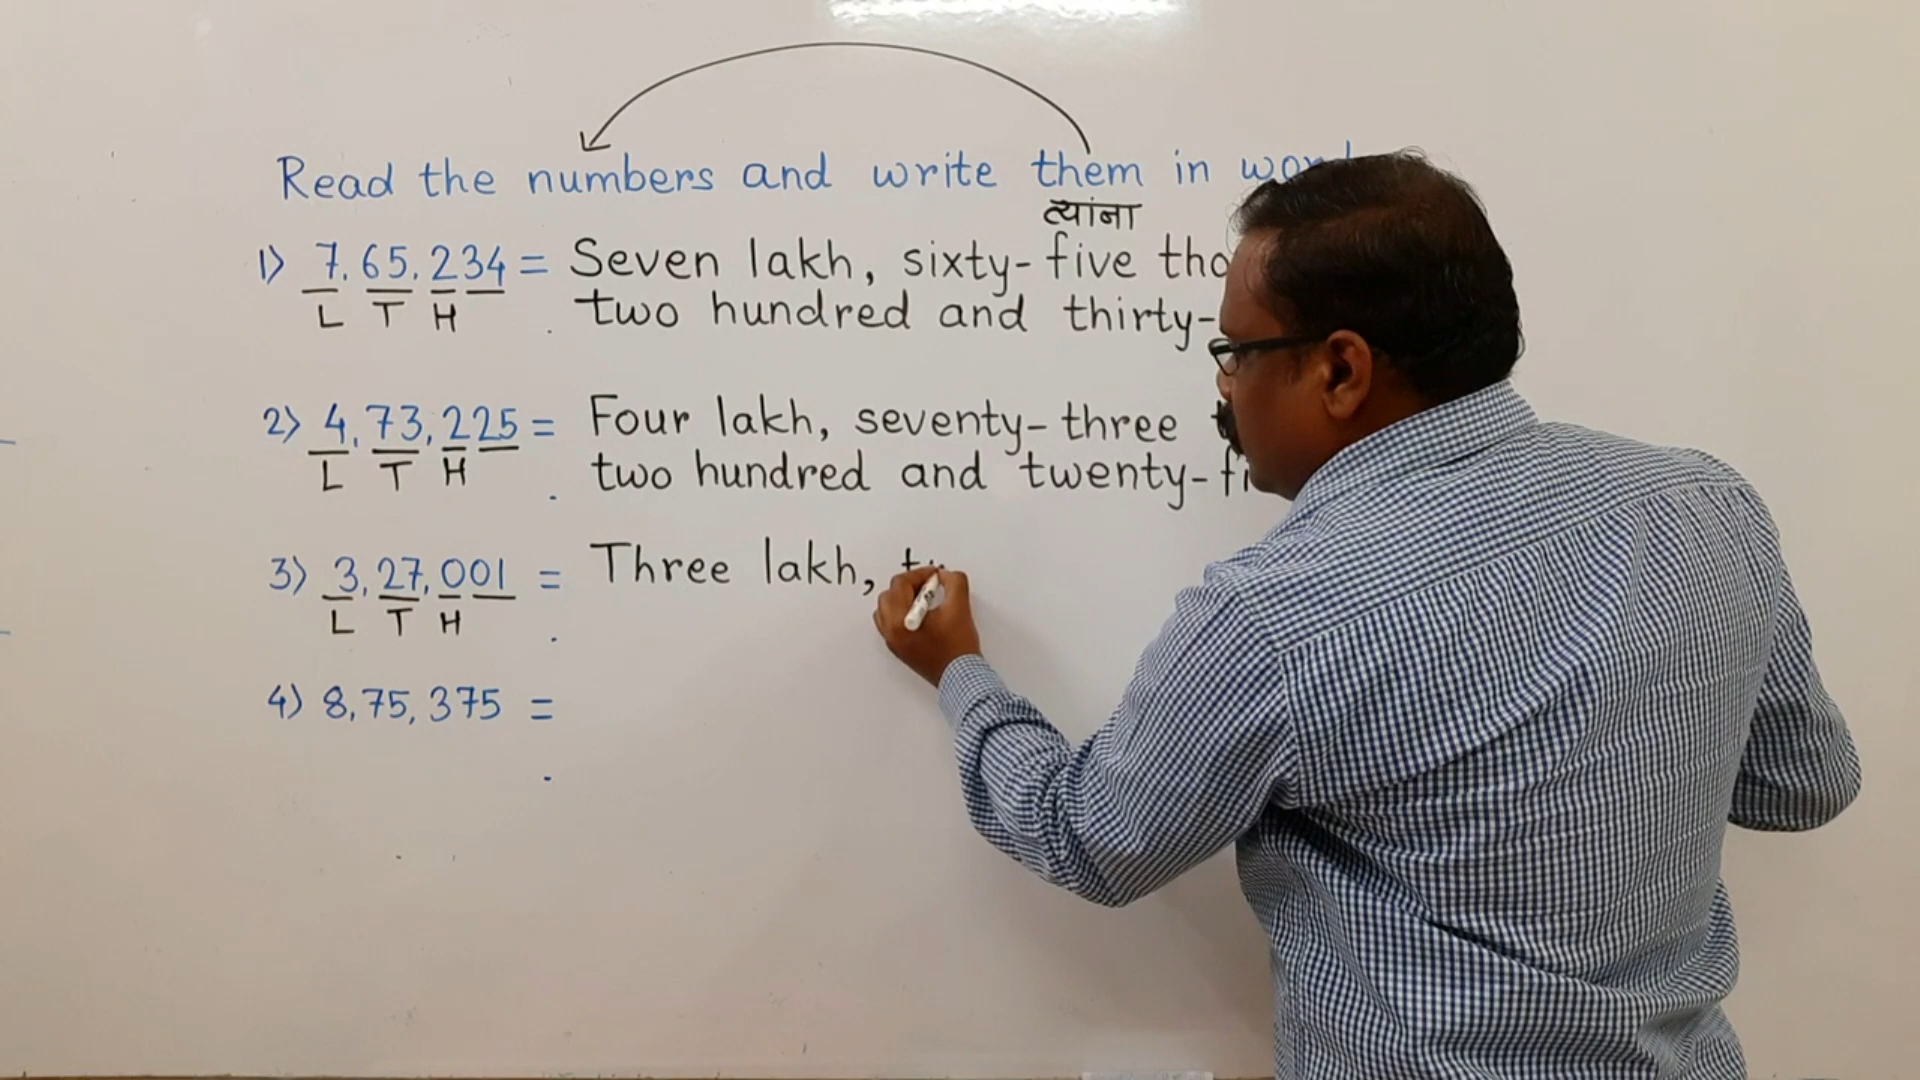 Read the numbers and write them in
त्यांना
1) 7,65,234 = Seven lakh, sixty-five
L T H two hundred and thirty-
2) 4,73,225 = Four lakh, seventy-three
L T H two hundred and twenty-
3) 3,27,001 = Three lakh,
L T H
4) 8,75,375 =